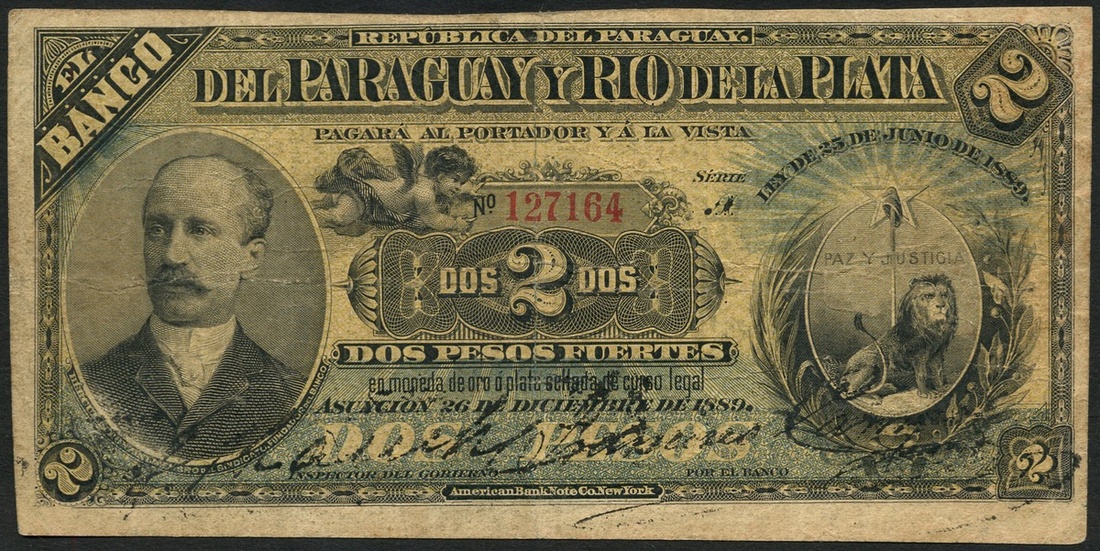 EL BANCO
REPÚBLICA DEL PARAGUAY.
DEL PARAGUAY Y RIO DE LA PLATA
2
PAGARÁ AL PORTADOR Y Á LA VISTA
SÉRIE A
LEY DE 25 DE JUNIO DE 1889.
No 127164
PAZ Y JUSTICIA
DOS 2 DOS
DOS PESOS FUERTES
en moneda de oro ó plata sellada de curso legal
ASUNCION 26 DE DICIEMBRE DE 1889.
DOS PESOS
INSPECTOR DEL GOBIERNO
POR EL BANCO
2
2
American Bank Note Co. New York